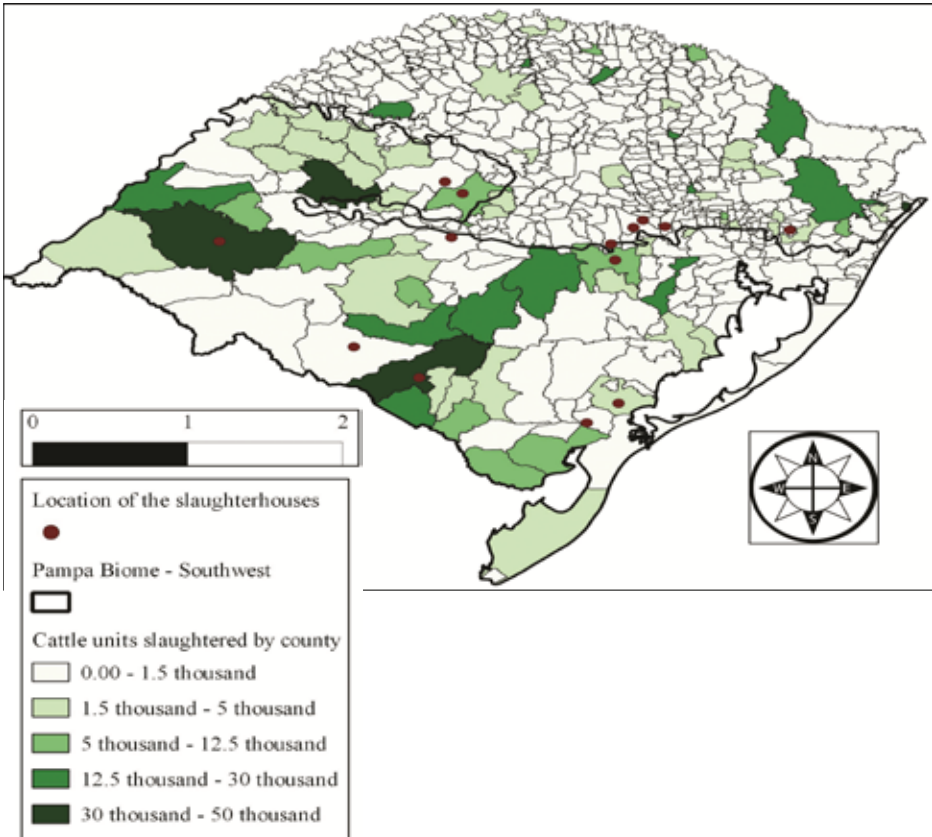 0 1 2
Location of the slaughterhouses
Pampa Biome - Southwest
Cattle units slaughtered by county
0.00 - 1.5 thousand
1.5 thousand - 5 thousand
5 thousand - 12.5 thousand
12.5 thousand - 30 thousand
30 thousand - 50 thousand
N
W E
S